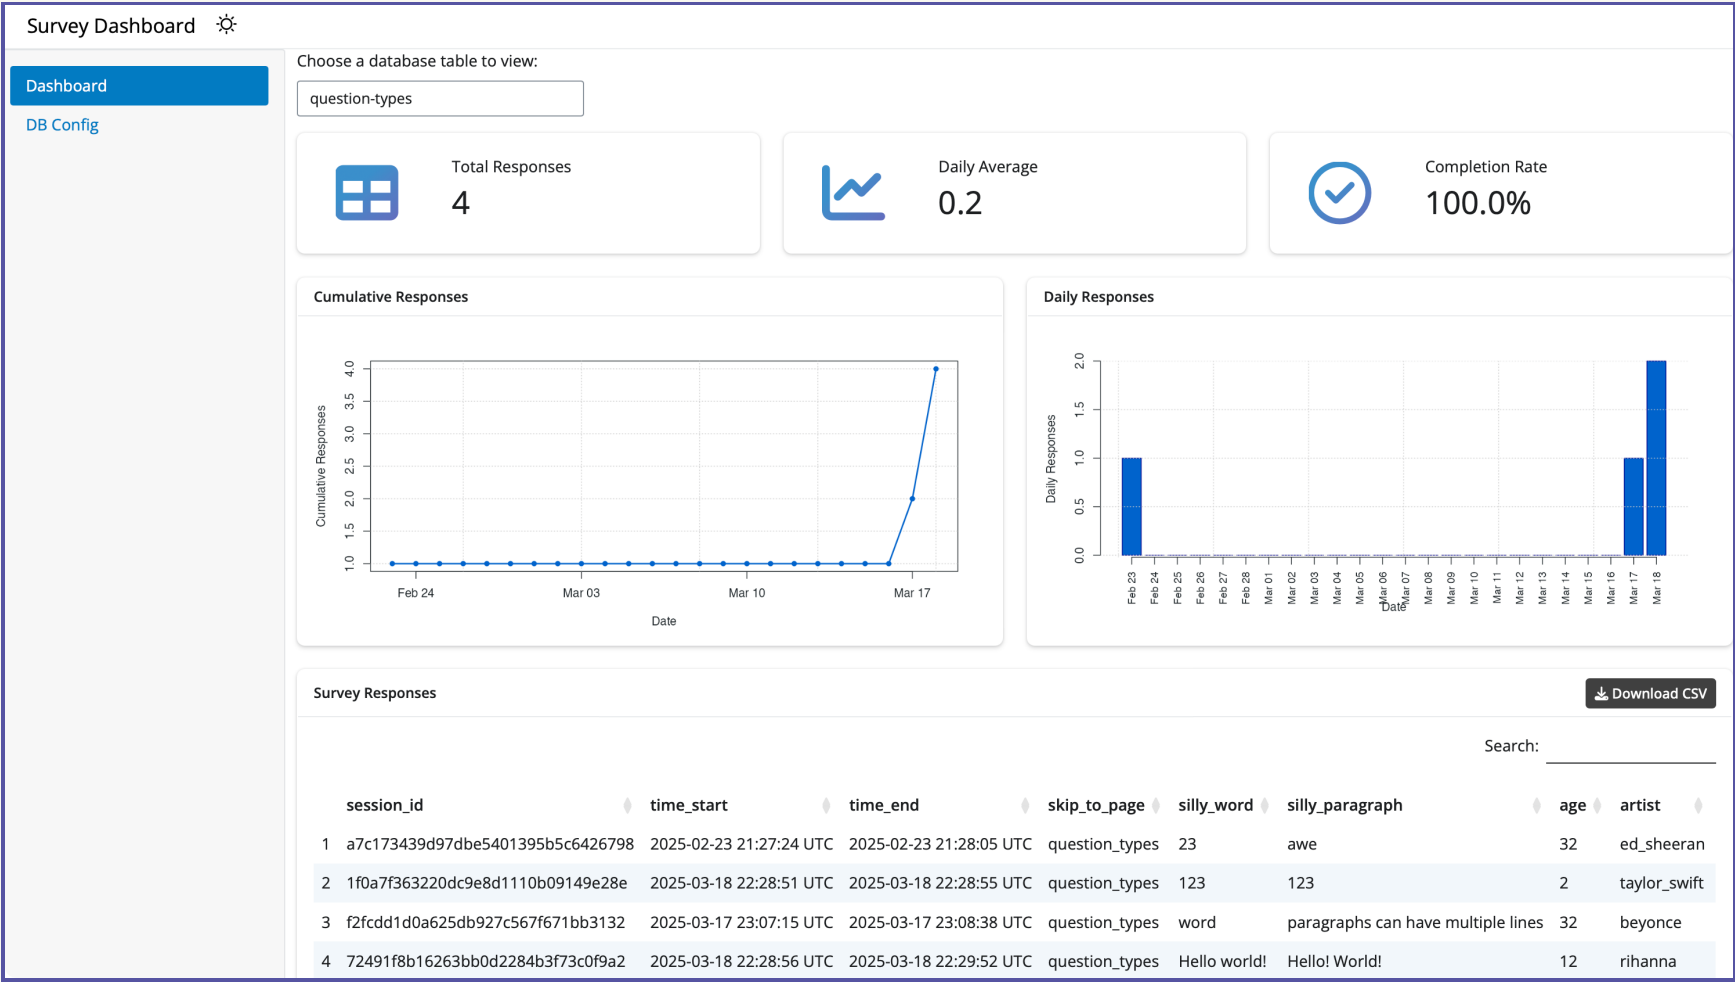 Survey Dashboard
Dashboard
DB Config
Choose a database table to view:
question-types
Total Responses
4
Daily Average
0.2
Completion Rate
100.0%
Cumulative Responses
Cumulative Responses
4.0
3.5
3.0
2.5
2.0
1.5
1.0
Feb 24 Mar 03 Mar 10 Mar 17
Date
Daily Responses
Daily Responses
2.0
1.5
1.0
0.5
0.0
Feb 23 Feb 24 Feb 25 Feb 26 Feb 27 Feb 28 Mar 01 Mar 02 Mar 03 Mar 04 Mar 05 Mar 06 Mar 07 Mar 08 Mar 09 Mar 10 Mar 11 Mar 12 Mar 13 Mar 14 Mar 15 Mar 16 Mar 17 Mar 18
Date
Survey Responses
Download CSV
Search:
session_id time_start time_end skip_to_page silly_word silly_paragraph age artist
1 a7c173439d97dbe5401395b5c6426798 2025-02-23 21:27:24 UTC 2025-02-23 21:28:05 UTC question_types 23 awe 32 ed_sheeran
2 1f0a7f363220dc9e8d1110b09149e28e 2025-03-18 22:28:51 UTC 2025-03-18 22:28:55 UTC question_types 123 123 2 taylor_swift
3 f2fcdd1d0a625db927c567f671bb3132 2025-03-17 23:07:15 UTC 2025-03-17 23:08:38 UTC question_types word paragraphs can have multiple lines 32 beyonce
4 72491f8b16263bb0d2284b3f73c0f9a2 2025-03-18 22:28:56 UTC 2025-03-18 22:29:52 UTC question_types Hello world! Hello! World! 12 rihanna